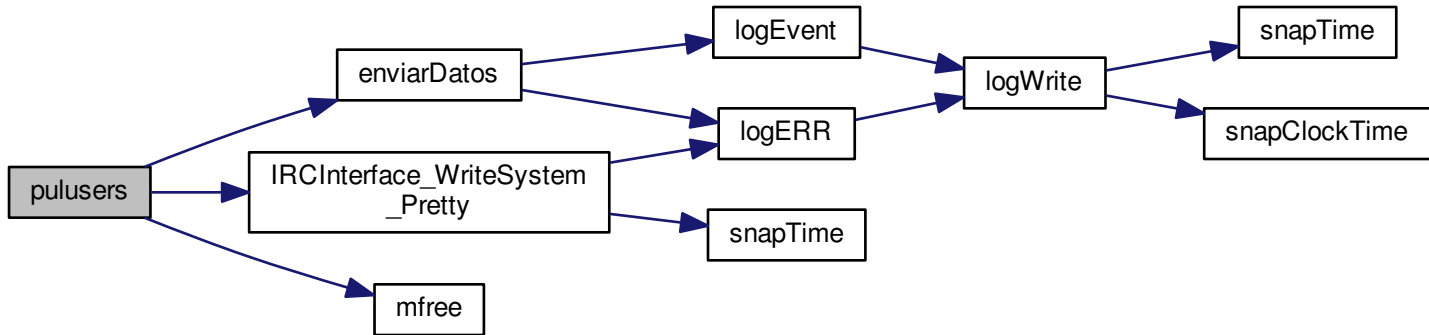 pulusers
enviarDatos
IRCInterface_WriteSystem
_Pretty
mfree
logEvent
logERR
snapTime
logWrite
snapTime
snapClockTime